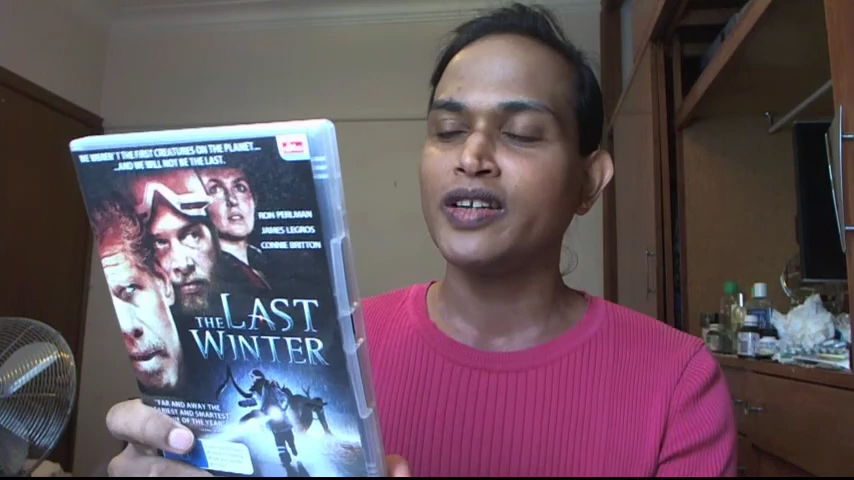 WE WEREN'T THE FIRST CREATURES ON THE PLANET...
...AND WE WILL NOT BE THE LAST.
RON PERLMAN
JAMES LEGROS
CONNIE BRITTON
THE LAST
WINTER
"FAR AND AWAY THE
AND SMARTEST
OF THE YEAR"